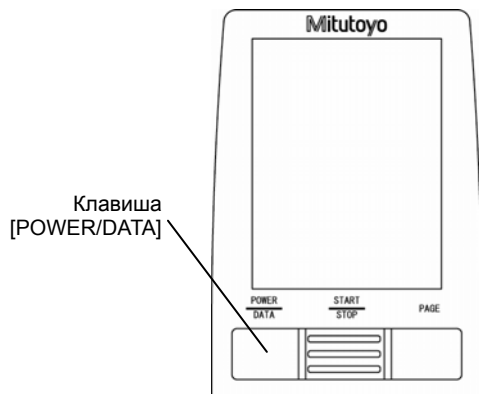 Mitutoyo
Клавиша
[POWER/DATA]
POWER
DATA
START
STOP
PAGE